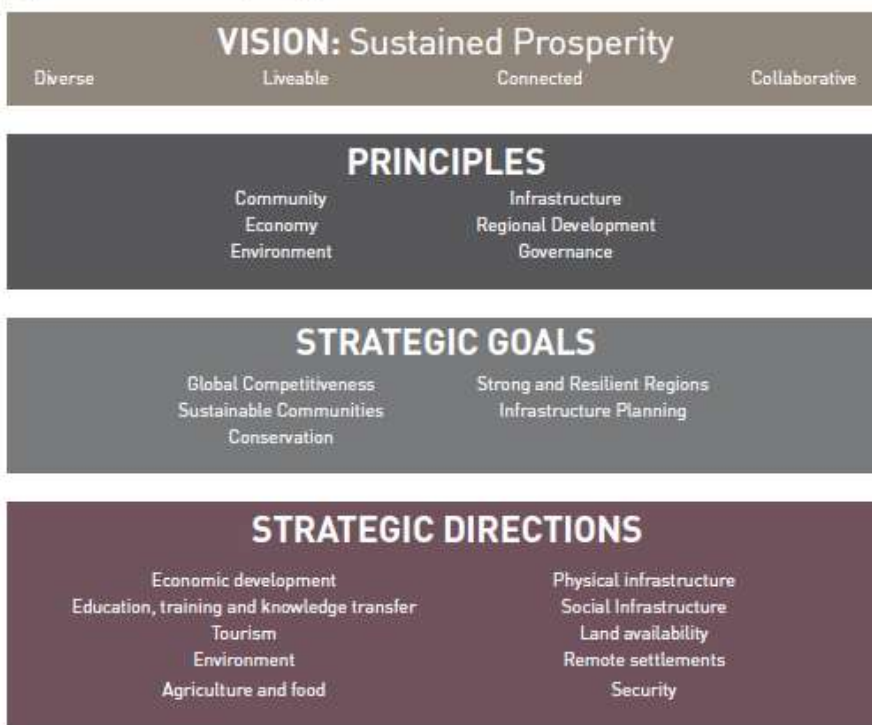 VISION: Sustained Prosperity
Diverse Liveable Connected Collaborative
PRINCIPLES
Community Infrastructure
Economy Regional Development
Environment Governance
STRATEGIC GOALS
Global Competitiveness Strong and Resilient Regions
Sustainable Communities Infrastructure Planning
Conservation
STRATEGIC DIRECTIONS
Economic development Physical infrastructure
Education, training and knowledge transfer Social Infrastructure
Tourism Land availability
Environment Remote settlements
Agriculture and food Security